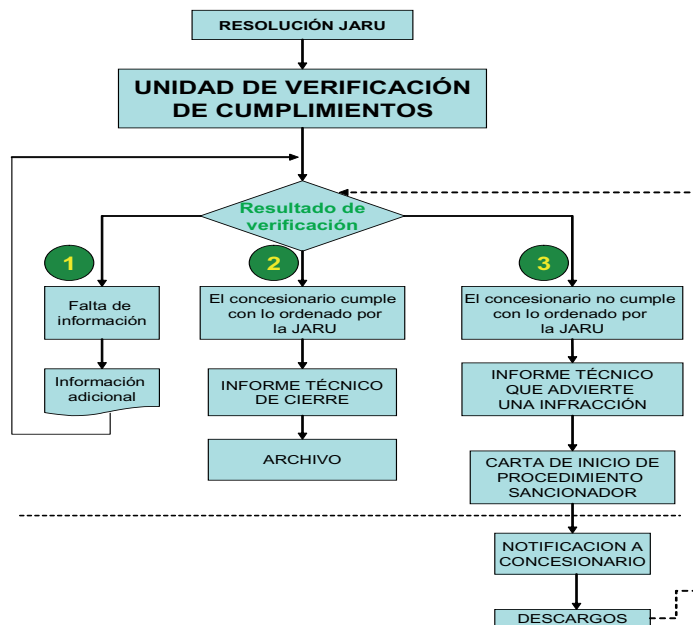 RESOLUCIÓN JARU
UNIDAD DE VERIFICACIÓN
DE CUMPLIMIENTOS
Resultado de
verificación
1
2
3
Falta de
información
El concesionario cumple
con lo ordenado por
la JARU
El concesionario no cumple
con lo ordenado por
la JARU
Información
adicional
INFORME TÉCNICO
DE CIERRE
INFORME TÉCNICO
QUE ADVIERTE
UNA INFRACCIÓN
ARCHIVO
CARTA DE INICIO DE
PROCEDIMIENTO
SANCIONADOR
NOTIFICACION A
CONCESIONARIO
DESCARGOS